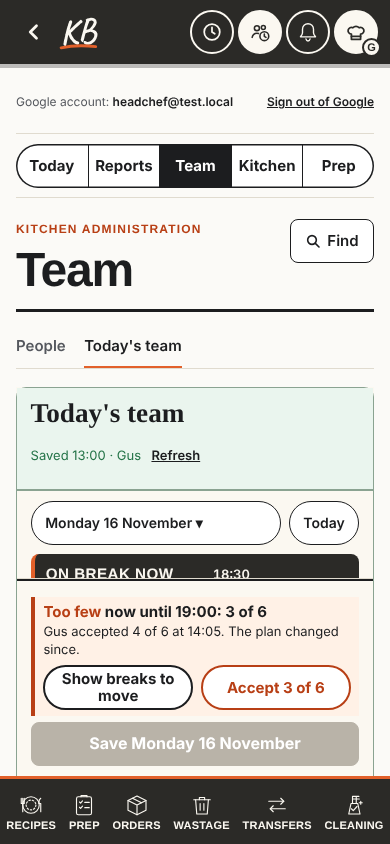 KB
G
Google account: headchef@test.local Sign out of Google
Today Reports Team Kitchen Prep
KITCHEN ADMINISTRATION
Find
Team
People Today's team
Today's team
Saved 13:00 · Gus Refresh
Monday 16 November ▾ Today
ON BREAK NOW 18:30
Too few now until 19:00: 3 of 6
Gus accepted 4 of 6 at 14:05. The plan changed
since.
Show breaks to
move
Accept 3 of 6
Save Monday 16 November
RECIPES PREP ORDERS WASTAGE TRANSFERS CLEANING